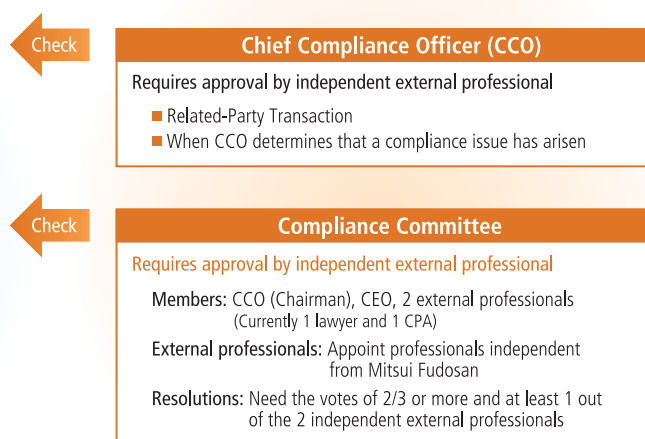 Check
Chief Compliance Officer (CCO)
Requires approval by independent external professional
■ Related-Party Transaction
■ When CCO determines that a compliance issue has arisen
Check
Compliance Committee
Requires approval by independent external professional
Members: CCO (Chairman), CEO, 2 external professionals
(Currently 1 lawyer and 1 CPA)
External professionals: Appoint professionals independent
from Mitsui Fudosan
Resolutions: Need the votes of 2/3 or more and at least 1 out
of the 2 independent external professionals